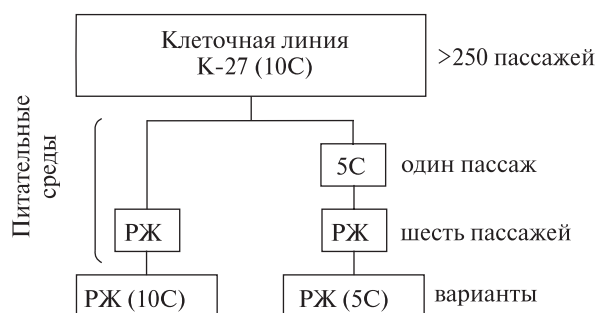 Клеточная линия
К-27 (10С)
>250 пассажей
Питательные
среды
5С
один пассаж
РЖ
РЖ
шесть пассажей
РЖ (10С)
РЖ (5С)
варианты